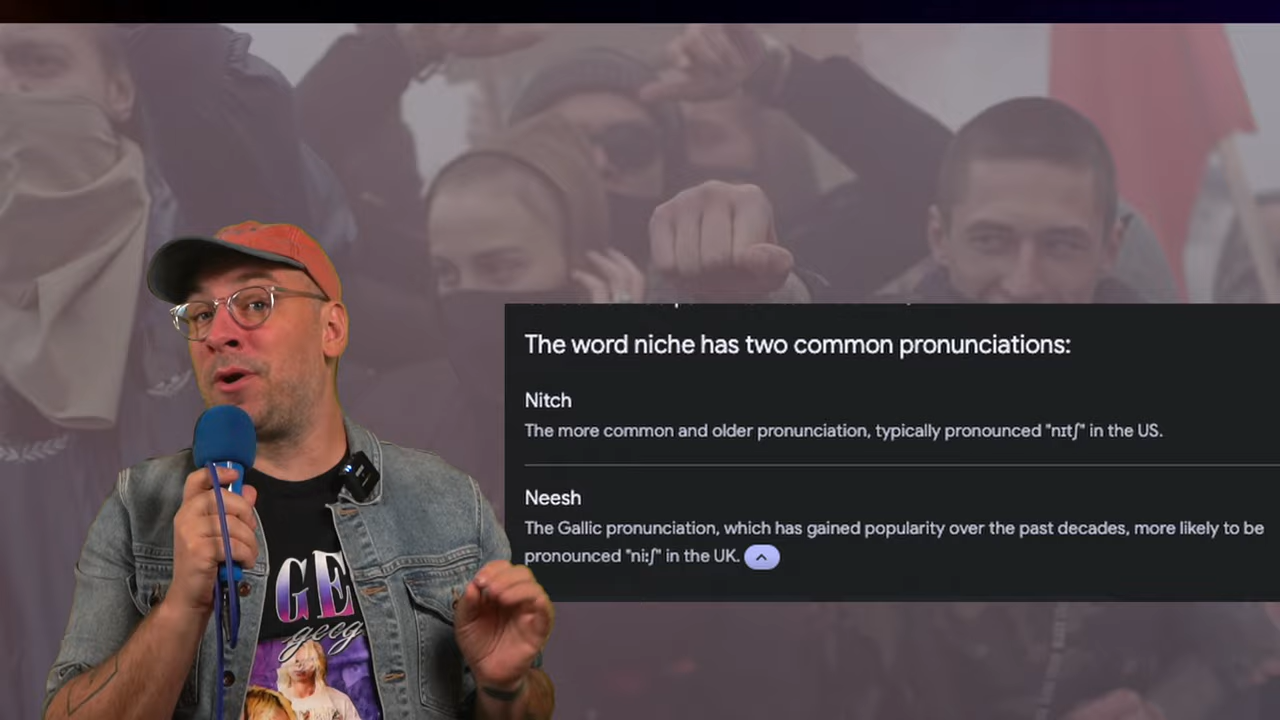 The word niche has two common pronunciations:
Nitch
The more common and older pronunciation, typically pronounced "nɪtʃ" in the US.
Neesh
The Gallic pronunciation, which has gained popularity over the past decades, more likely to be
pronounced "niːʃ" in the UK.
GE
geog